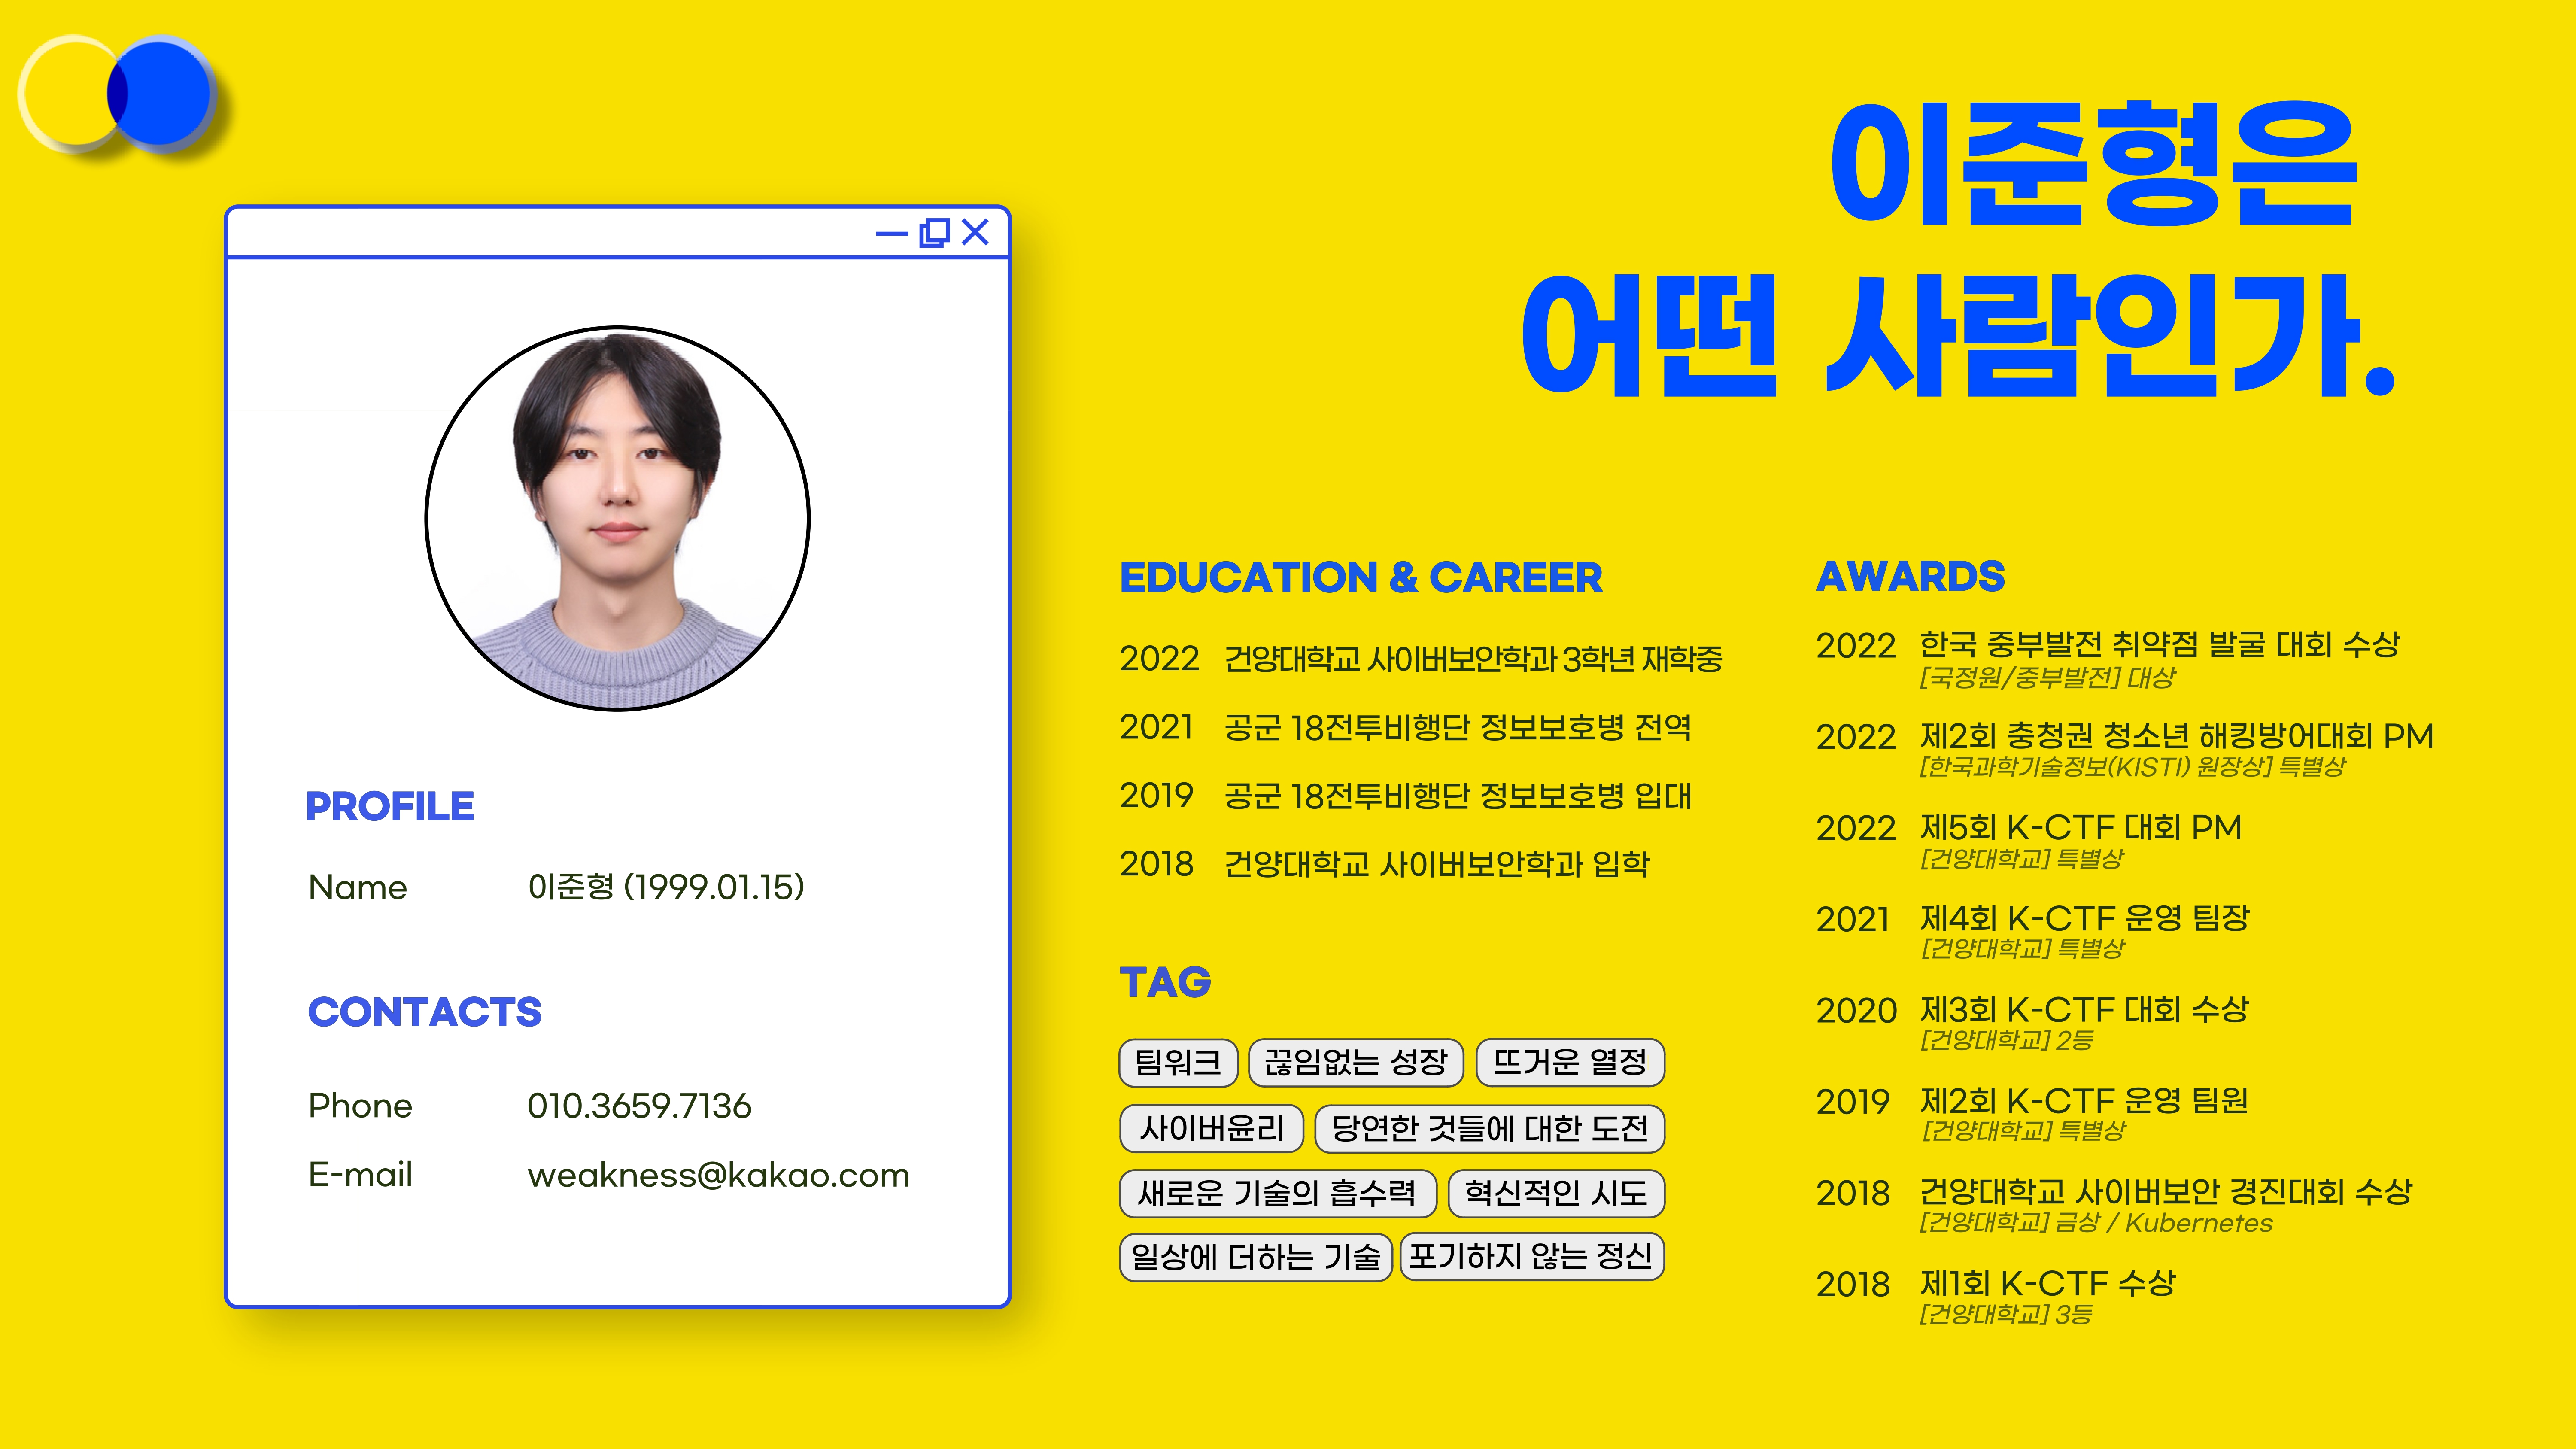 이준형은
어떤 사람인가.
PROFILE
Name 이준형 (1999.01.15)
CONTACTS
Phone 010.3659.7136
E-mail weakness@kakao.com
EDUCATION & CAREER
2022 건양대학교 사이버보안학과 3학년 재학중
2021 공군 18전투비행단 정보보호병 전역
2019 공군 18전투비행단 정보보호병 입대
2018 건양대학교 사이버보안학과 입학
TAG
팀워크 끊임없는 성장 뜨거운 열정
사이버윤리 당연한 것들에 대한 도전
새로운 기술의 흡수력 혁신적인 시도
일상에 더하는 기술 포기하지 않는 정신
AWARDS
2022 한국 중부발전 취약점 발굴 대회 수상
[국정원/중부발전] 대상
2022 제2회 충청권 청소년 해킹방어대회 PM
[한국과학기술정보(KISTI) 원장상] 특별상
2022 제5회 K-CTF 대회 PM
[건양대학교] 특별상
2021 제4회 K-CTF 운영 팀장
[건양대학교] 특별상
2020 제3회 K-CTF 대회 수상
[건양대학교] 2등
2019 제2회 K-CTF 운영 팀원
[건양대학교] 특별상
2018 건양대학교 사이버보안 경진대회 수상
[건양대학교] 금상 / Kubernetes
2018 제1회 K-CTF 수상
[건양대학교] 3등